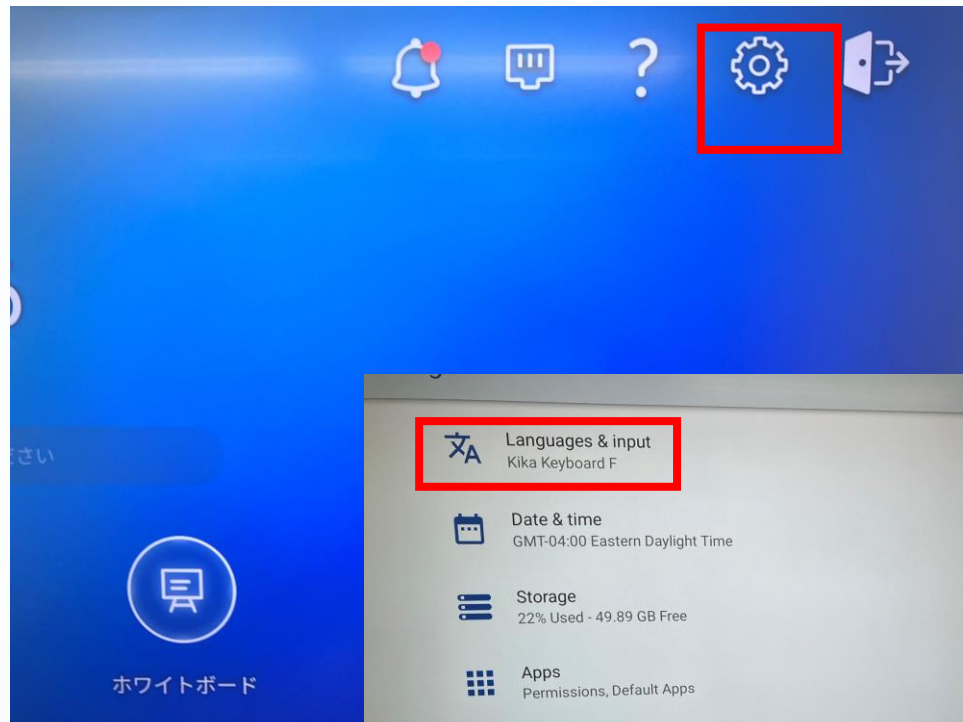 ?
ださい
ホワイトボード
Languages & input
Kika Keyboard F
Date & time
GMT-04:00 Eastern Daylight Time
Storage
22% Used - 49.89 GB Free
Apps
Permissions, Default Apps